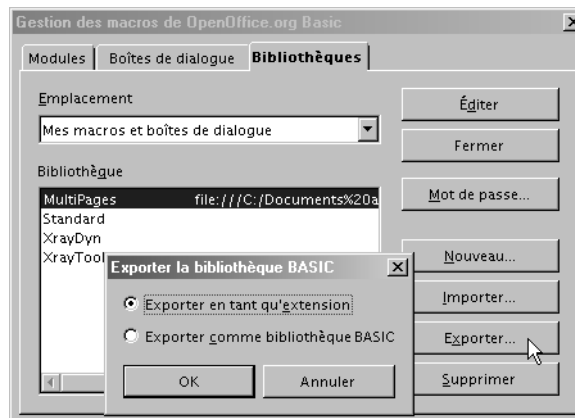 Gestion des macros de OpenOffice.org Basic
Modules Boîtes de dialogue Bibliothèques
Emplacement
Mes macros et boîtes de dialogue
Bibliothèque
MultiPages file:///C:/Documents%20a
Standard
XrayDyn
XrayTool
Éditer
Fermer
Mot de passe...
Nouveau...
Importer...
Exporter...
Supprimer
Exporter la bibliothèque BASIC
Exporter en tant qu'extension
Exporter comme bibliothèque BASIC
OK Annuler